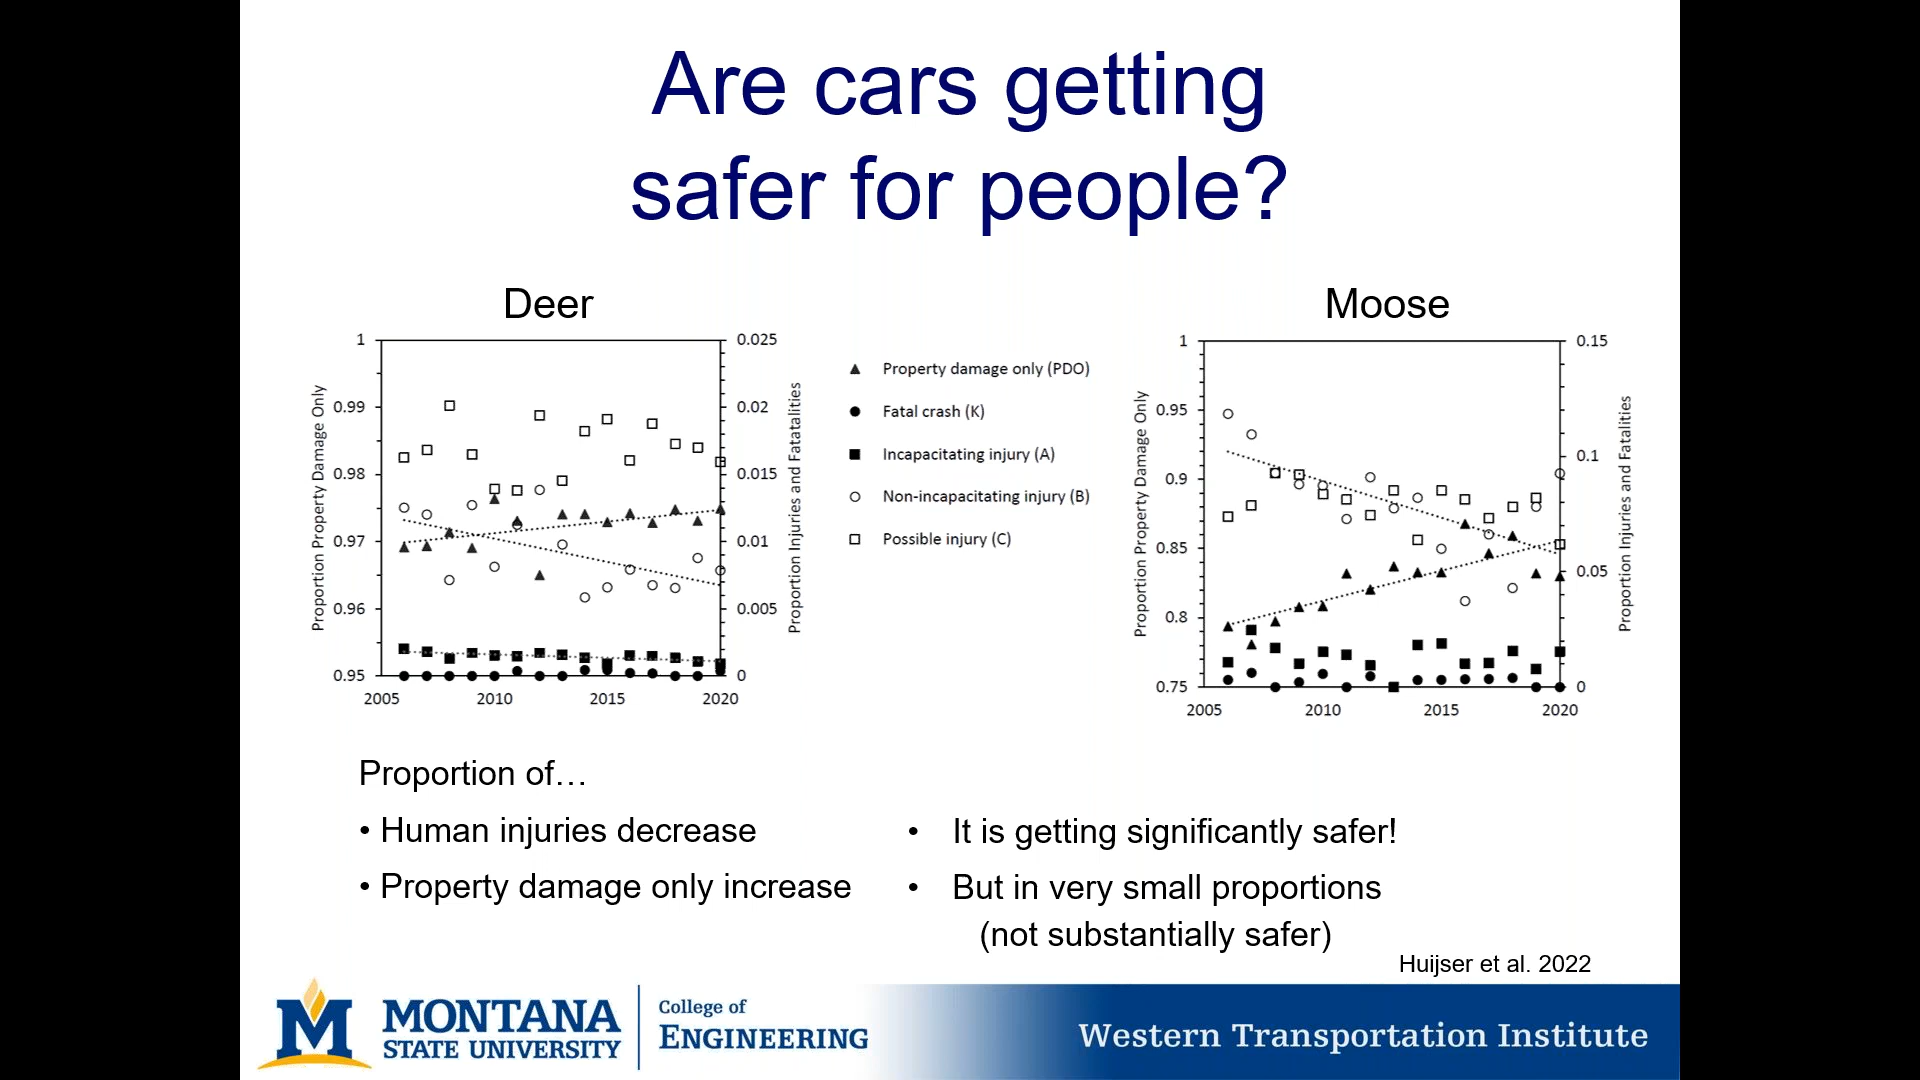 Are cars getting
safer for people?
Deer
Moose
Proportion Property Damage Only
1
0.99
0.98
0.97
0.96
0.95
2005
2010
2015
2020
0.025
0.02
0.015
0.01
0.005
0
Proportion Injuries and Fatatalities
Property damage only (PDO)
Fatal crash (K)
Incapacitating injury (A)
Non-incapacitating injury (B)
Possible injury (C)
Proportion Property Damage Only
1
0.95
0.9
0.85
0.8
0.75
2005
2010
2015
2020
0.15
0.1
0.05
0
Proportion Injuries and Fatalities
Proportion of…
• Human injuries decrease
• Property damage only increase
• It is getting significantly safer!
• But in very small proportions
(not substantially safer)
Huijser et al. 2022
M
MONTANA
STATE UNIVERSITY
College of
ENGINEERING
Western Transportation Institute